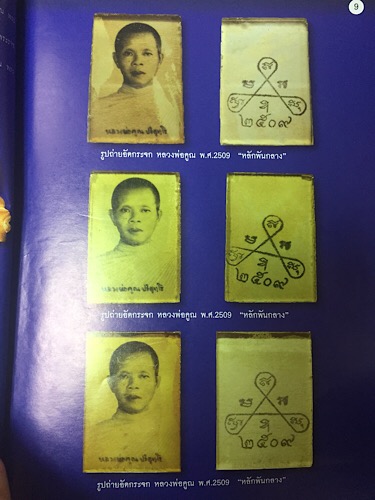 9
หลวงพ่อคูณ ปริสุทโธ
๒๕๐๙
รูปถ่ายอัดกระจก หลวงพ่อคูณ พ.ศ.2509 "หลักพันกลาง"
หลวงพ่อคูณ ปริสุทโธ
๒๕๐๙
รูปถ่ายอัดกระจก หลวงพ่อคูณ พ.ศ.2509 "หลักพันกลาง"
หลวงพ่อคูณ ปริสุทโธ
๒๕๐๙
รูปถ่ายอัดกระจก หลวงพ่อคูณ พ.ศ.2509 "หลักพันกลาง"